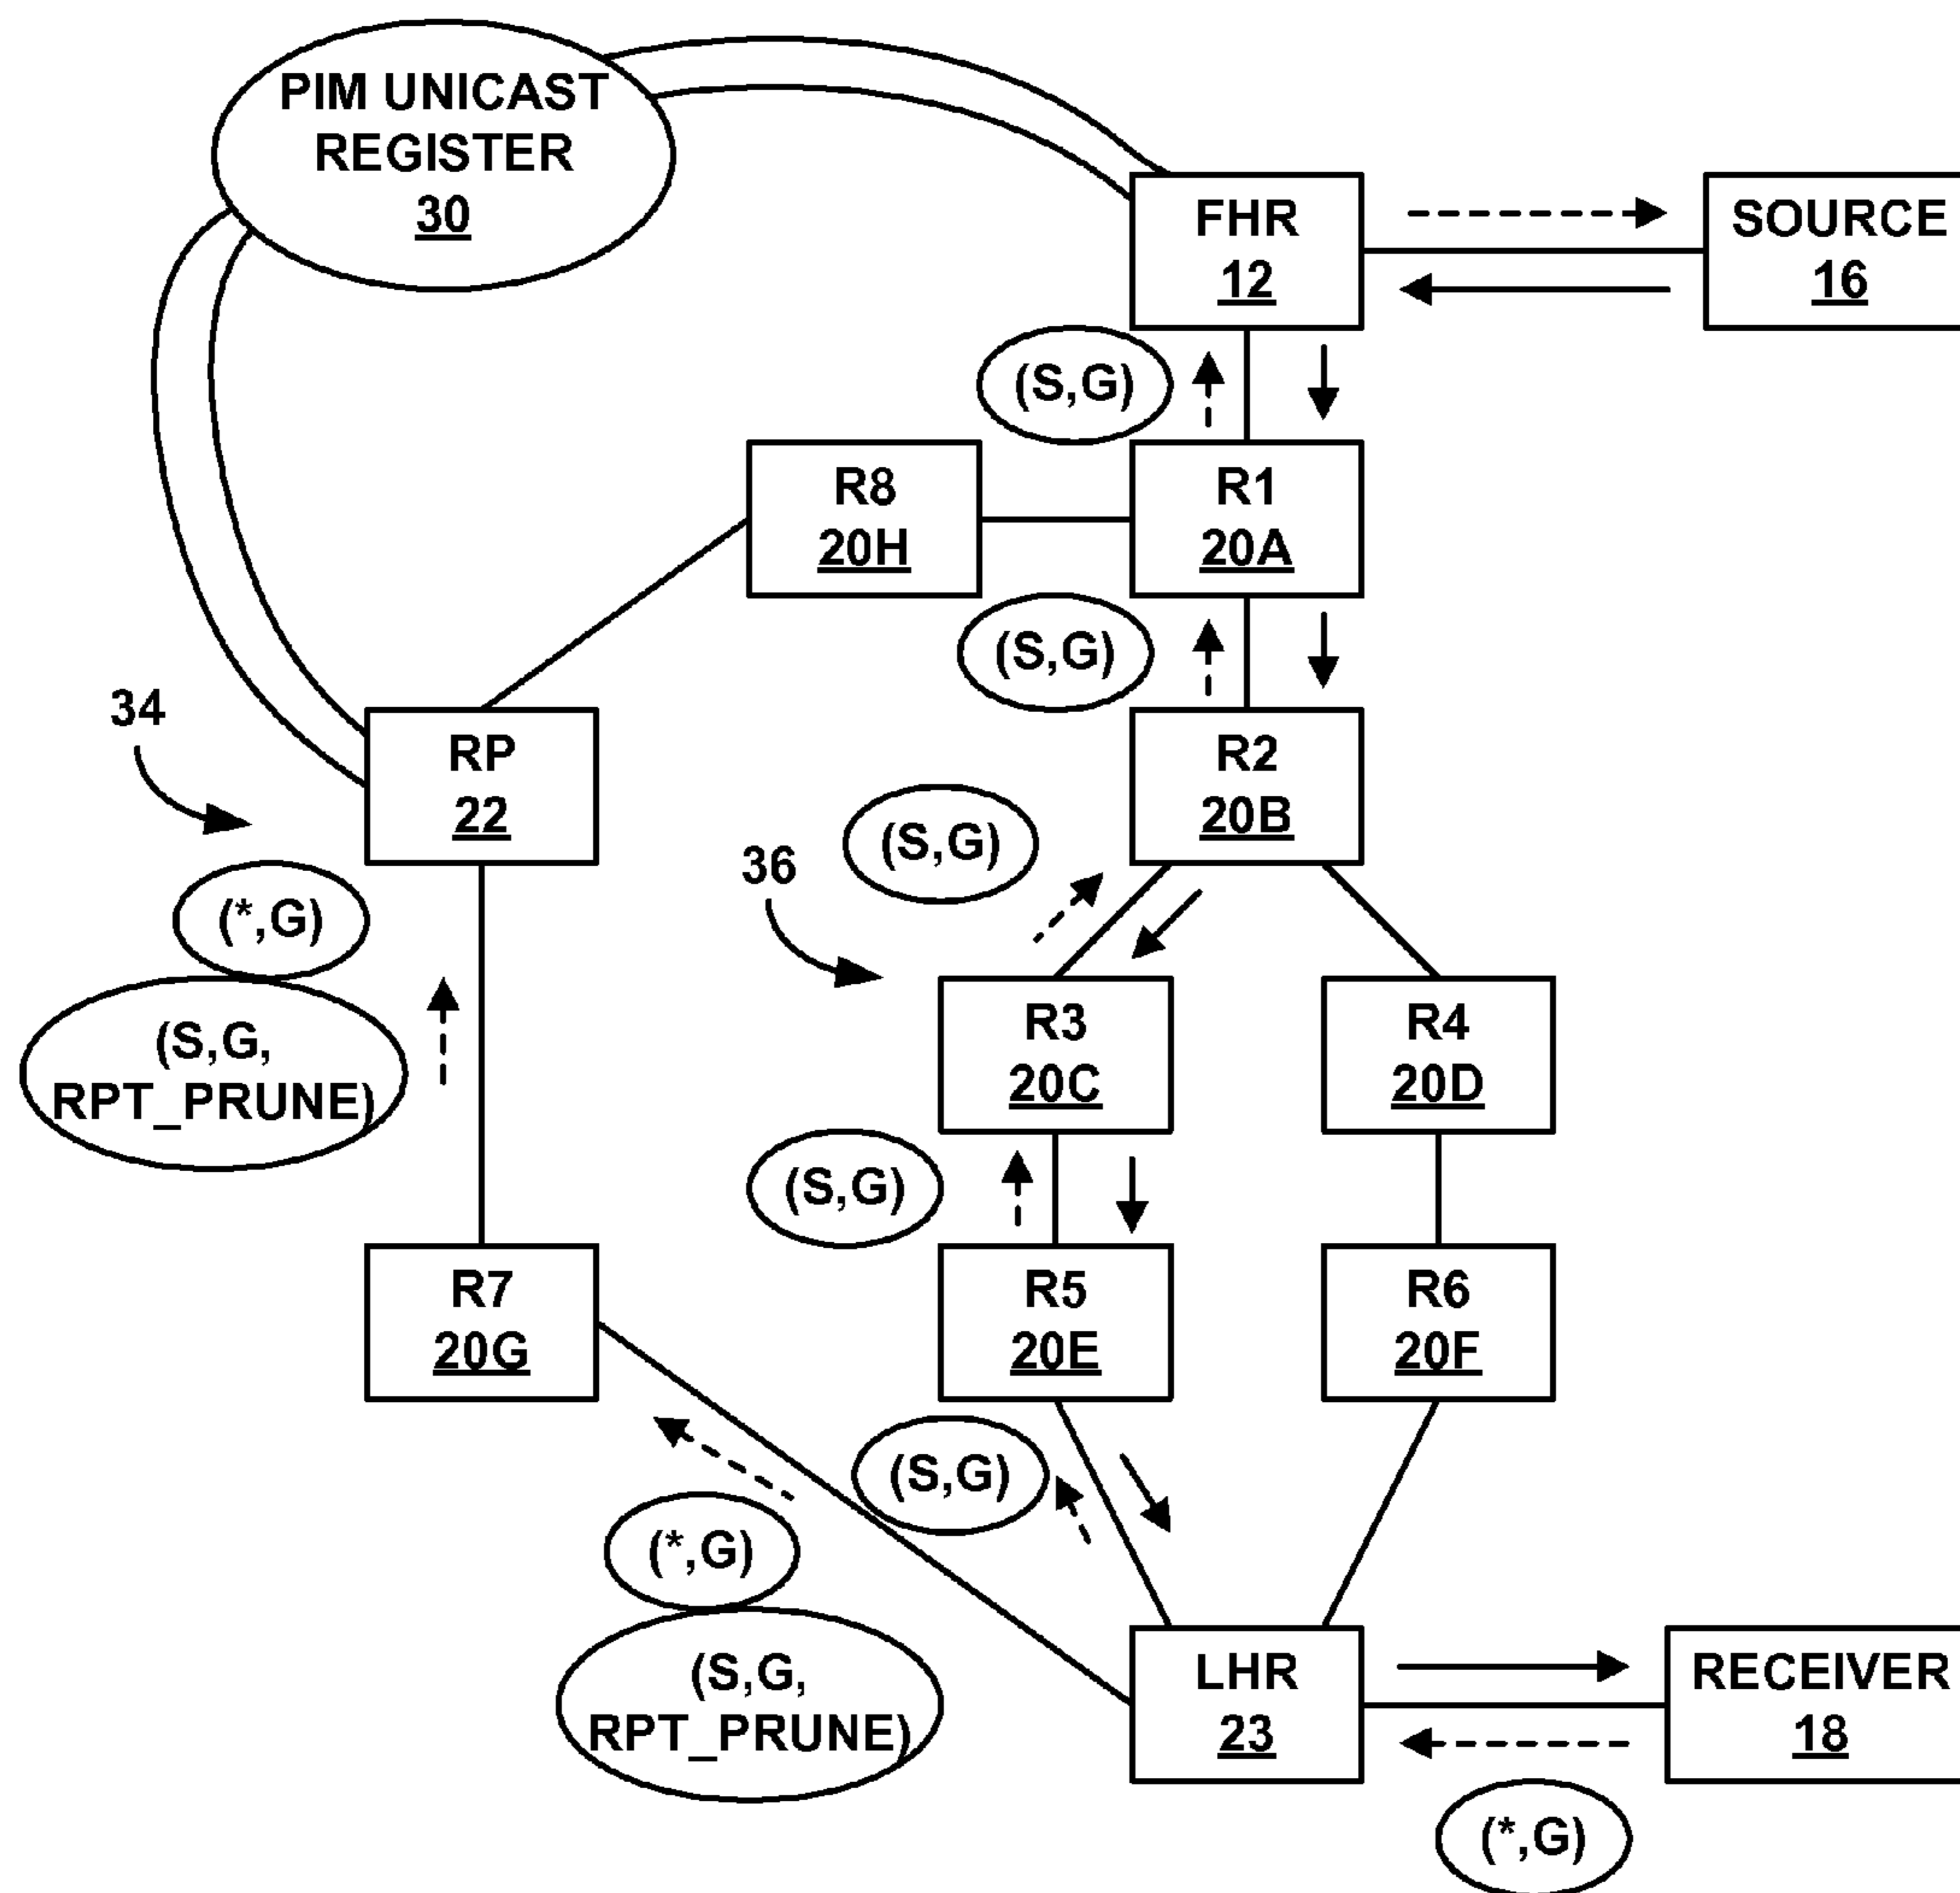 PIM UNICAST
REGISTER
30
FHR
12
SOURCE
16
(S,G)
R8
20H
R1
20A
(S,G)
34
RP
22
R2
20B
(S,G)
36
(*,G)
(S,G,
RPT_PRUNE)
R3
20C
R4
20D
(S,G)
R7
20G
R5
20E
R6
20F
(S,G)
(*,G)
(S,G,
RPT_PRUNE)
LHR
23
RECEIVER
18
(*,G)